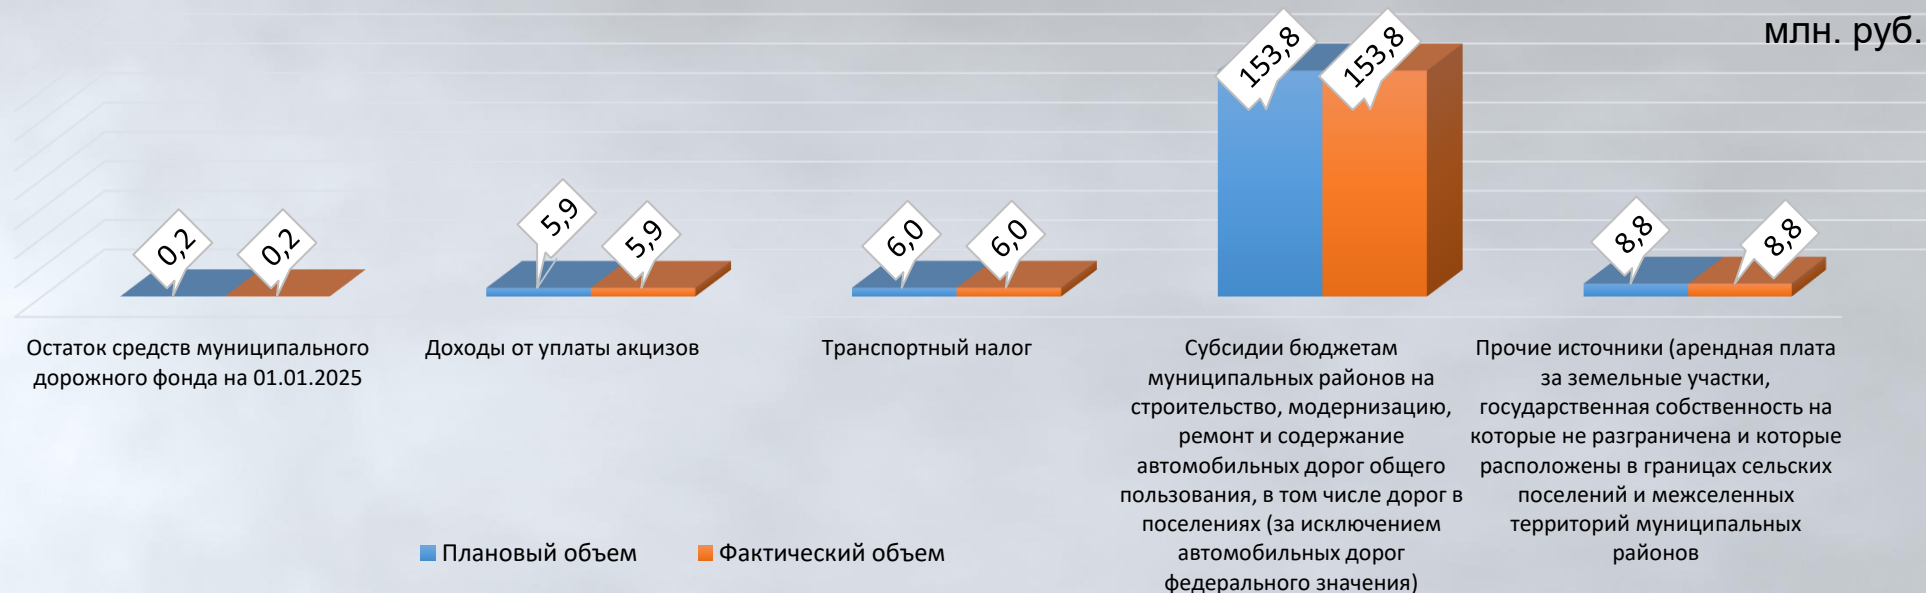 млн. руб.
0,2
0,2
5,9
5,9
6,0
6,0
153,8
153,8
8,8
8,8
Остаток средств муниципального
дорожного фонда на 01.01.2025
Доходы от уплаты акцизов
Транспортный налог
Субсидии бюджетам
муниципальных районов на
строительство, модернизацию,
ремонт и содержание
автомобильных дорог общего
пользования, в том числе дорог в
поселениях (за исключением
автомобильных дорог
федерального значения)
Прочие источники (арендная плата
за земельные участки,
государственная собственность на
которые не разграничена и которые
расположены в границах сельских
поселений и межселенных
территорий муниципальных
районов
Плановый объем
Фактический объем